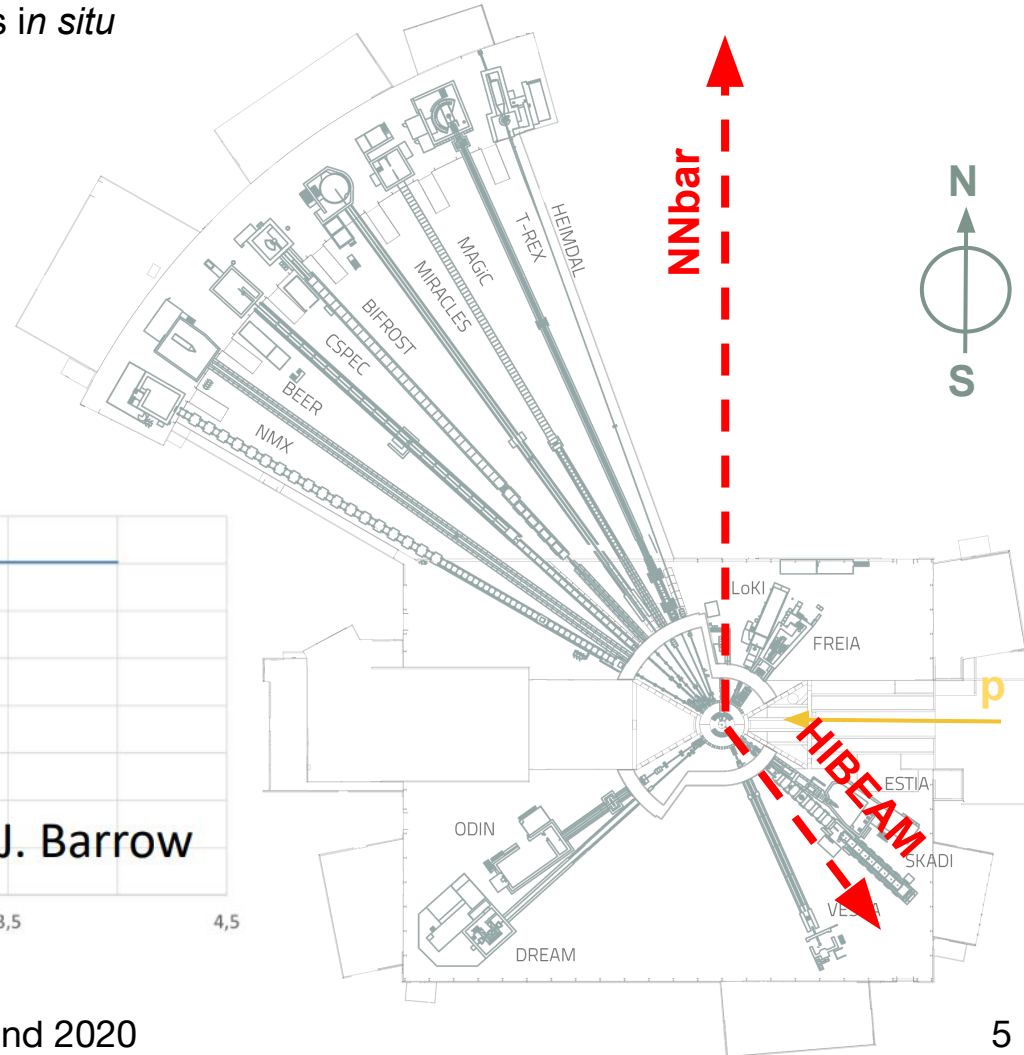 s in situ
NNbar
N
S
HEIMDAL
T-REX
MAGiC
MIRACLES
BIFROST
CSPEC
BEER
NMX
LoKI
FREIA
p
HIBEAM
ESTIA
SKADI
ODIN
DREAM
J. Barrow
3,5
4,5
nd 2020
5